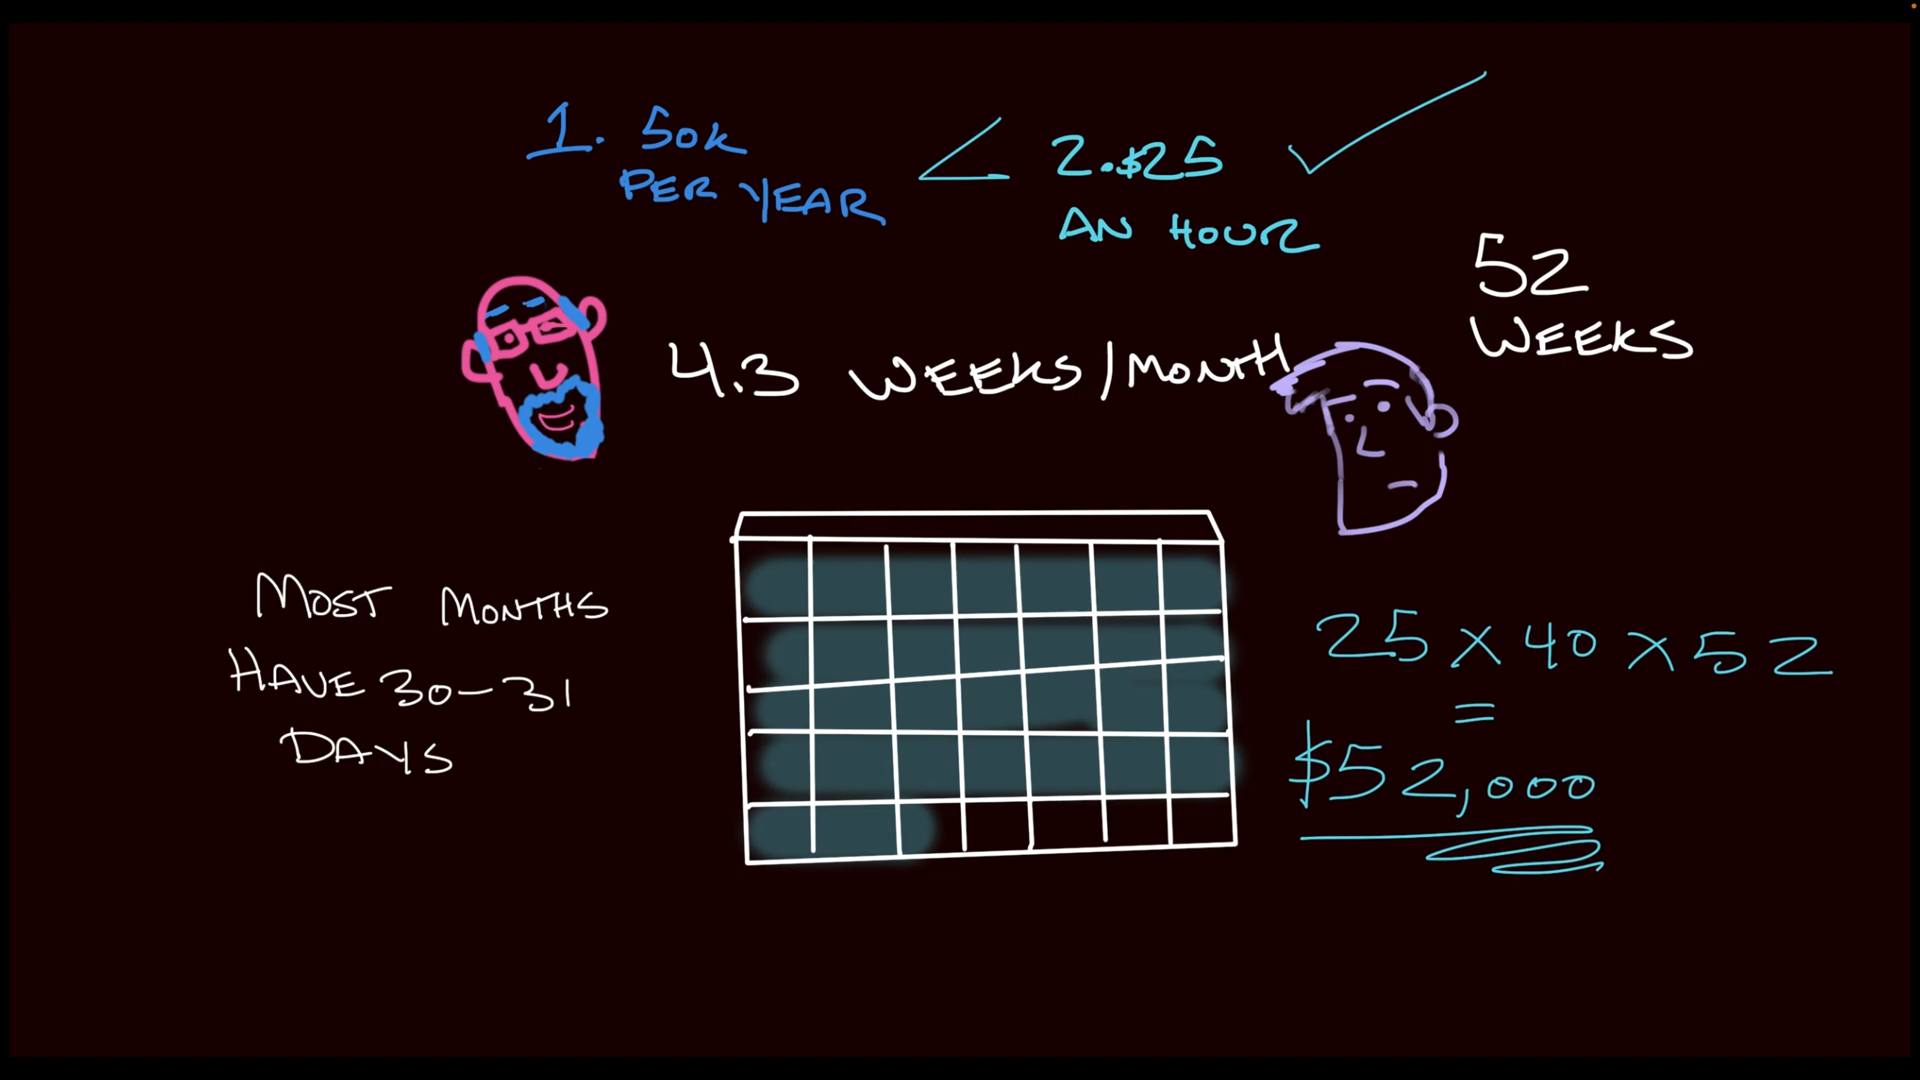 1. 50k
PER YEAR
∠ 2. $25 ✓
AN HOUR
52
WEEKS
4.3 WEEKS/MONTH
MOST MONTHS
HAVE 30-31
DAYS
25 x 40 x 52
=
$52,000